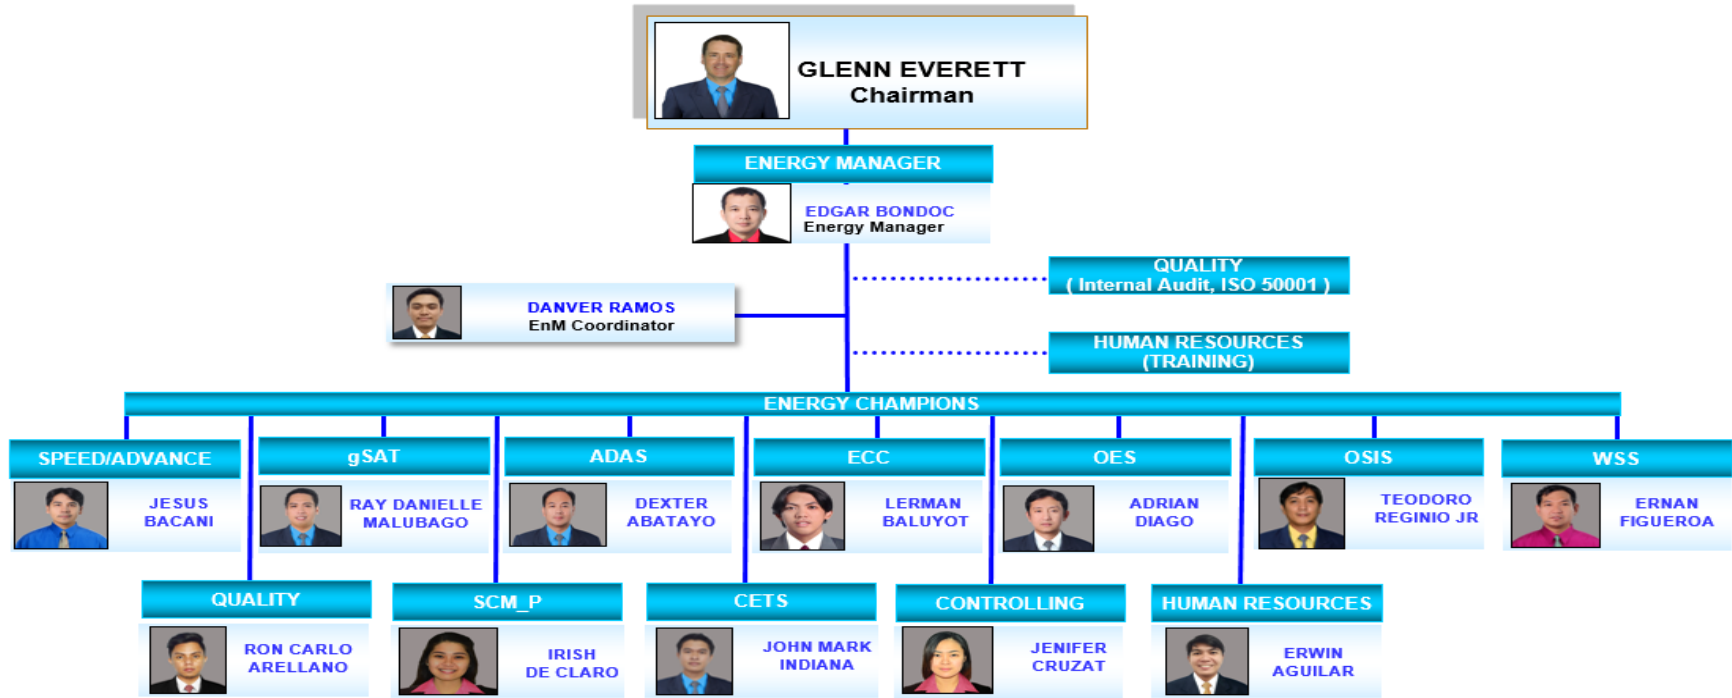 GLENN EVERETT
Chairman
ENERGY MANAGER
EDGAR BONDOC
Energy Manager
QUALITY
( Internal Audit, ISO 50001 )
DANVER RAMOS
EnM Coordinator
HUMAN RESOURCES
(TRAINING)
ENERGY CHAMPIONS
SPEED/ADVANCE
JESUS
BACANI
gSAT
RAY DANIELLE
MALUBAGO
ADAS
DEXTER
ABATAYO
ECC
LERMAN
BALUYOT
OES
ADRIAN
DIAGO
OSIS
TEODORO
REGINIO JR
WSS
ERNAN
FIGUEROA
QUALITY
RON CARLO
ARELLANO
SCM_P
IRISH
DE CLARO
CETS
JOHN MARK
INDIANA
CONTROLLING
JENIFER
CRUZAT
HUMAN RESOURCES
ERWIN
AGUILAR